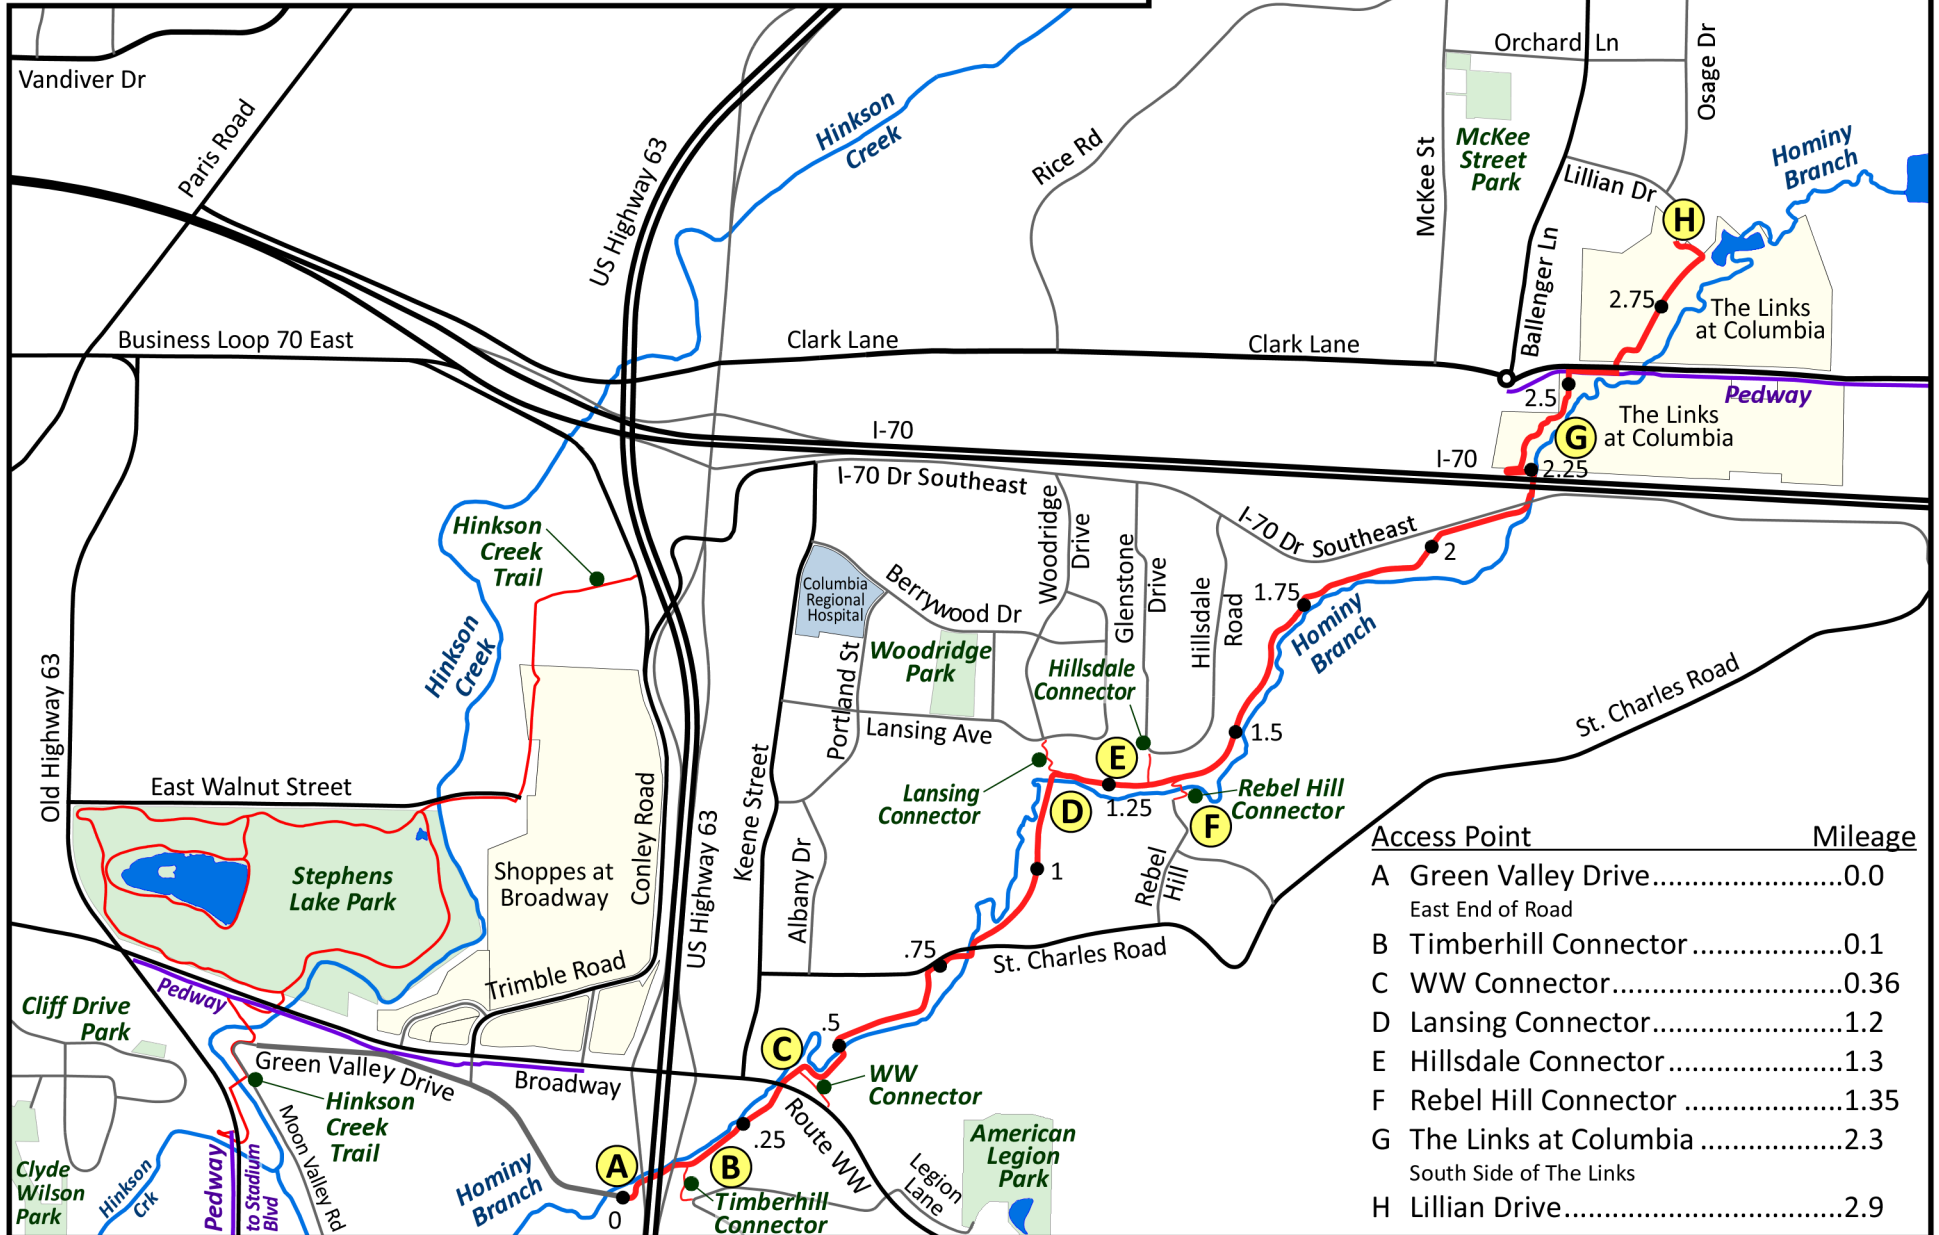 Orchard Ln
Osage Dr
Vandiver Dr
Paris Road
Hinkson
Creek
Rice Rd
McKee St
McKee
Street
Park
Lillian Dr
Hominy
Branch
US Highway 63
H
Ballenger Ln
2.75
The Links
at Columbia
Business Loop 70 East
Clark Lane
Clark Lane
2.5
Pedway
The Links
at Columbia
G
I-70
I-70
2.25
I-70 Dr Southeast
Hinkson
Creek
Trail
Woodridge
Drive
Glenstone
Drive
I-70 Dr Southeast
2
Columbia
Regional
Hospital
Berrywood Dr
Hillsdale
Road
1.75
Hominy
Branch
Hinkson
Creek
Old Highway 63
Portland St
Woodridge
Park
Hillsdale
Connector
St. Charles Road
Lansing Ave
1.5
Keene Street
E
East Walnut Street
Conley Road
Lansing
Connector
D
1.25
Rebel Hill
Connector
F
US Highway 63
Stephens
Lake Park
Shoppes at
Broadway
Albany Dr
1
Rebel
Hill
Access Point Mileage
A Green Valley Drive........................0.0
East End of Road
B Timberhill Connector................0.1
C WW Connector........................0.36
D Lansing Connector....................1.2
E Hillsdale Connector..................1.3
F Rebel Hill Connector ................1.35
G The Links at Columbia ..............2.3
South Side of The Links
H Lillian Drive.............................2.9
.75
St. Charles Road
Trimble Road
Pedway
Cliff Drive
Park
.5
C
Green Valley Drive
Broadway
WW
Connector
Hinkson
Creek
Trail
Moon Valley Rd
.25
Route WW
American
Legion
Park
Legion
Lane
Clyde
Wilson
Park
Hinkson
Crk
Pedway
to Stadium
Blvd
Hominy
Branch
A
B
0
Timberhill
Connector